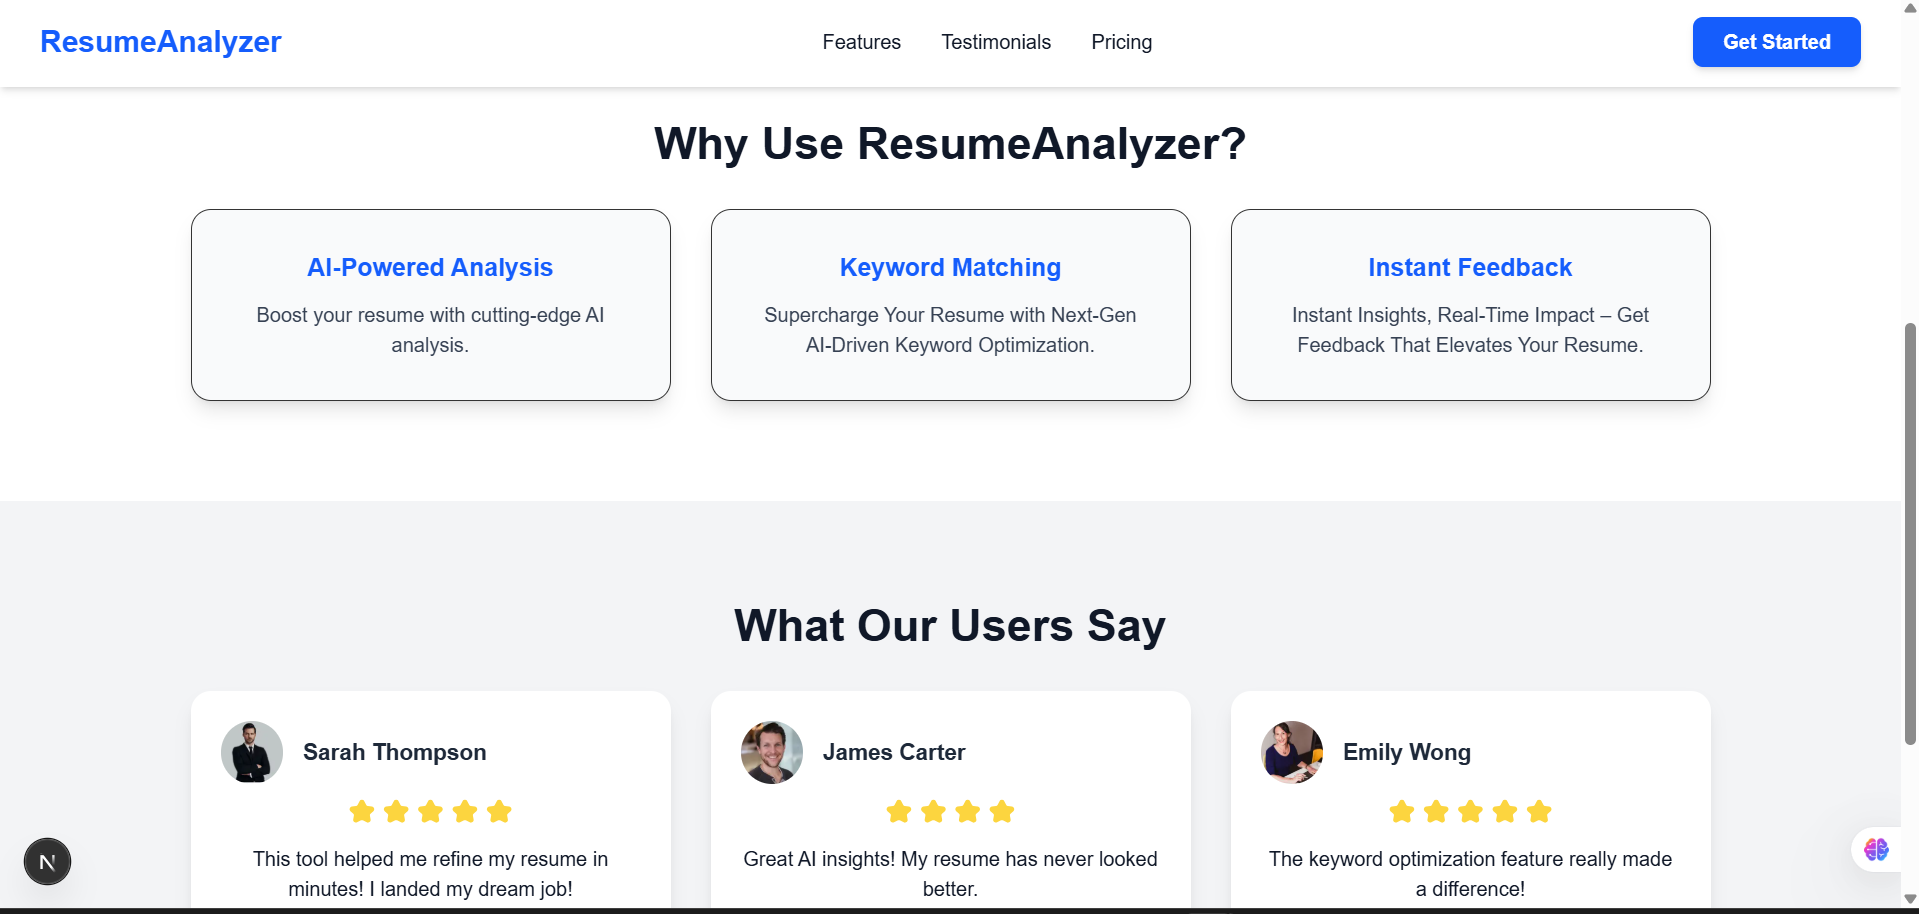 ResumeAnalyzer
Features
Testimonials
Pricing
Get Started
Why Use ResumeAnalyzer?
AI-Powered Analysis
Boost your resume with cutting-edge AI
analysis.
Keyword Matching
Supercharge Your Resume with Next-Gen
AI-Driven Keyword Optimization.
Instant Feedback
Instant Insights, Real-Time Impact – Get
Feedback That Elevates Your Resume.
What Our Users Say
Sarah Thompson
This tool helped me refine my resume in
minutes! I landed my dream job!
James Carter
Great AI insights! My resume has never looked
better.
Emily Wong
The keyword optimization feature really made
a difference!
N